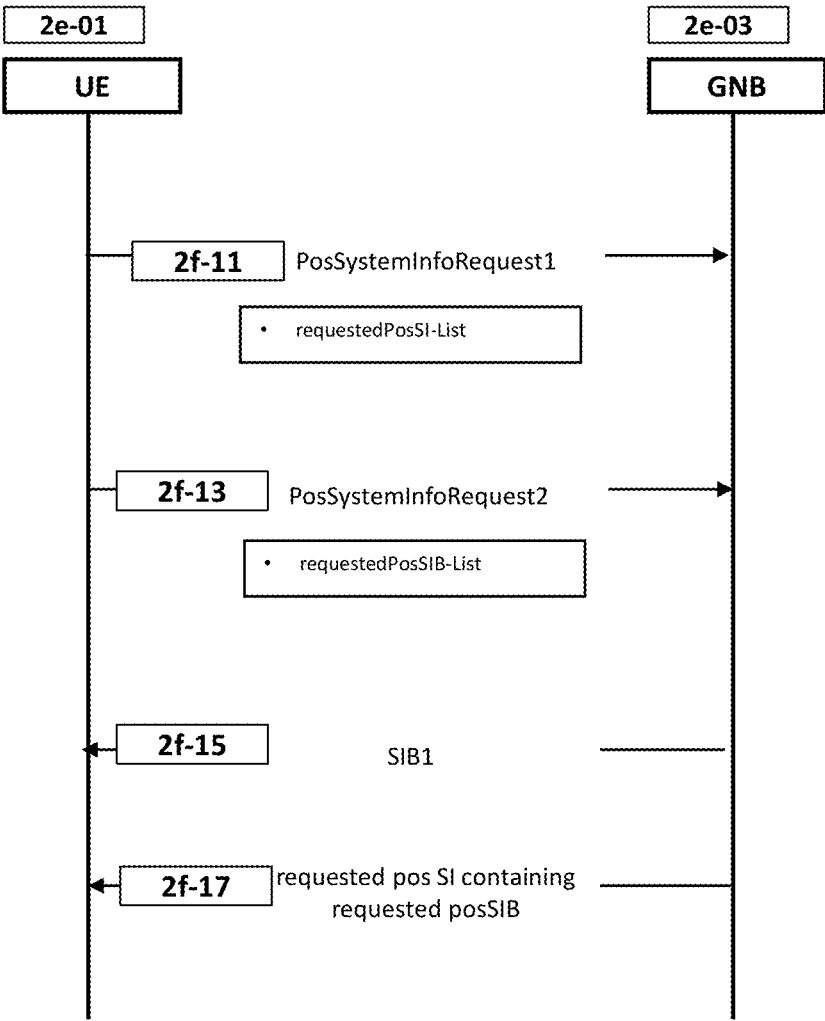 2e-01
2e-03
UE
GNB
2f-11
PosSystemInfoRequest1
• requestedPosSI-List
2f-13
PosSystemInfoRequest2
• requestedPosSIB-List
2f-15
SIB1
2f-17
requested pos SI containing
requested posSIB